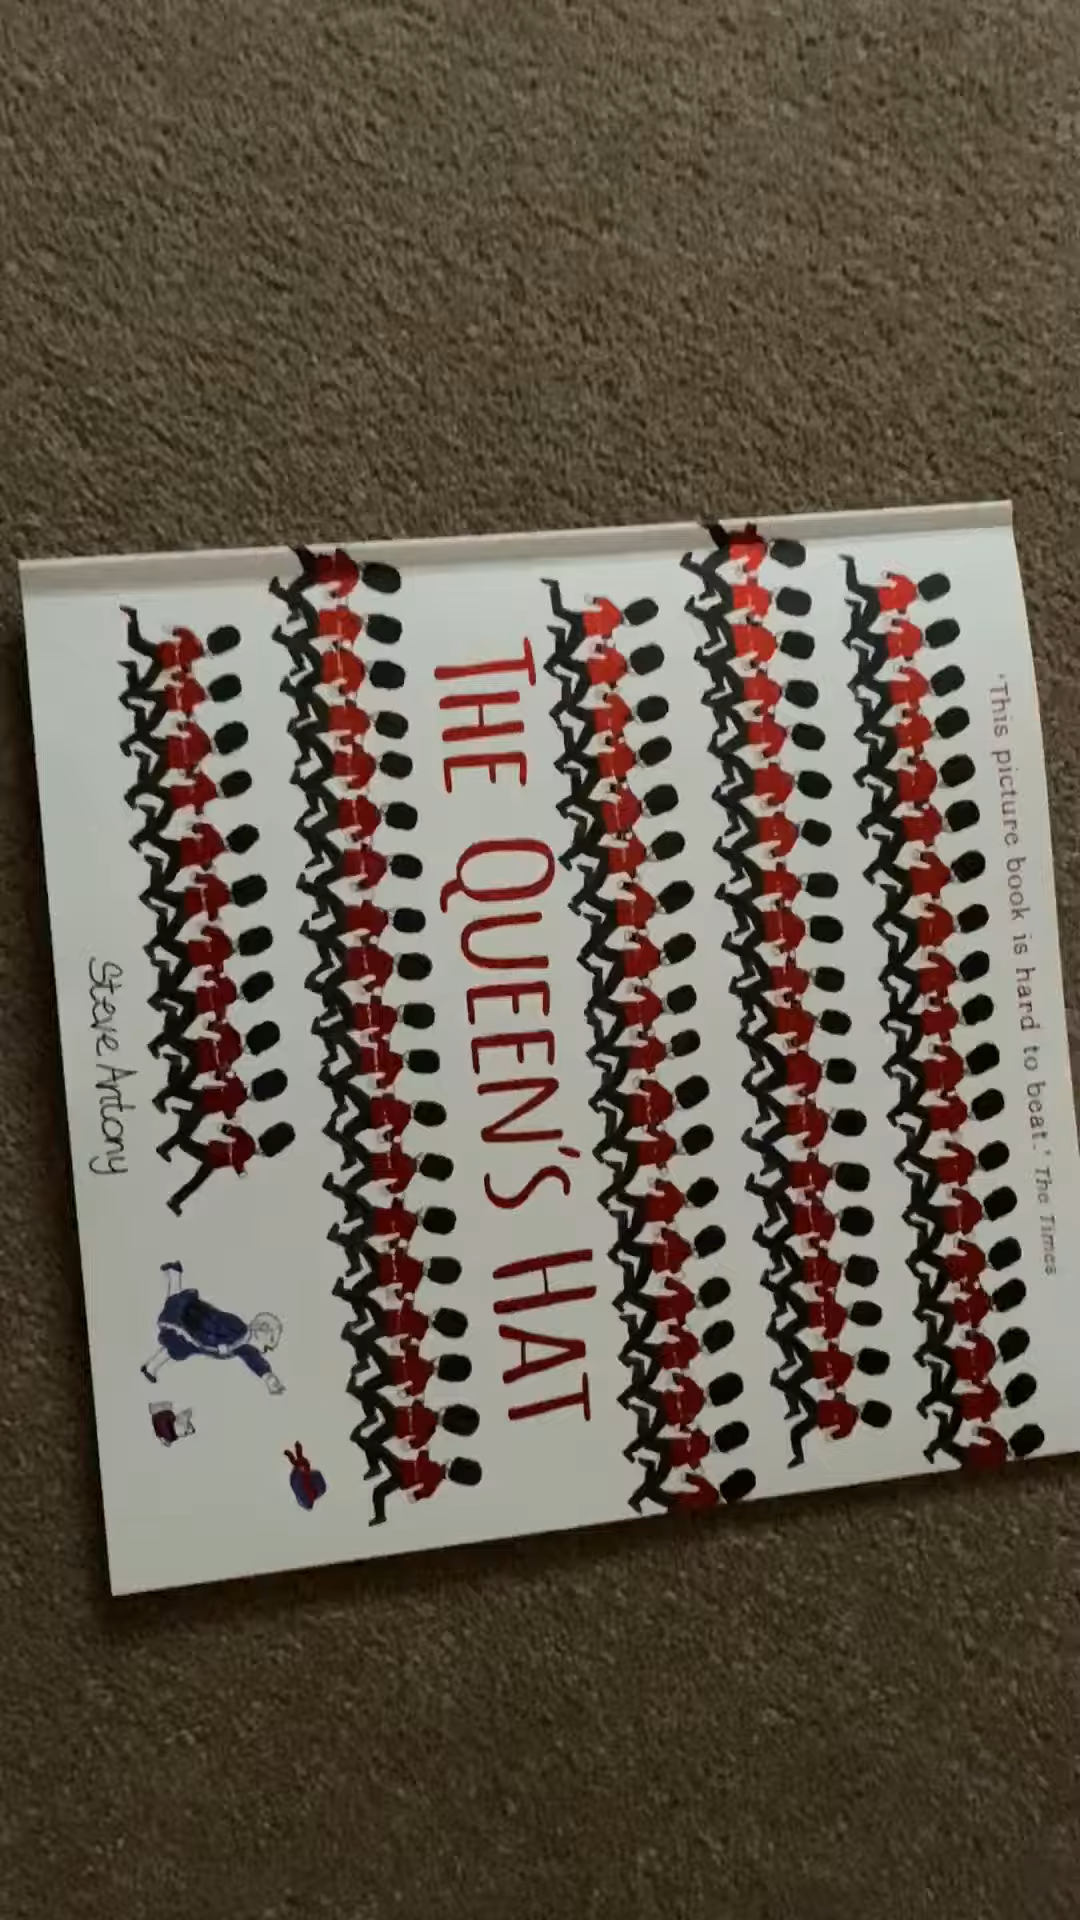 'This picture book is hard to beat.' The Times
THE QUEEN'S HAT
Steve Antony